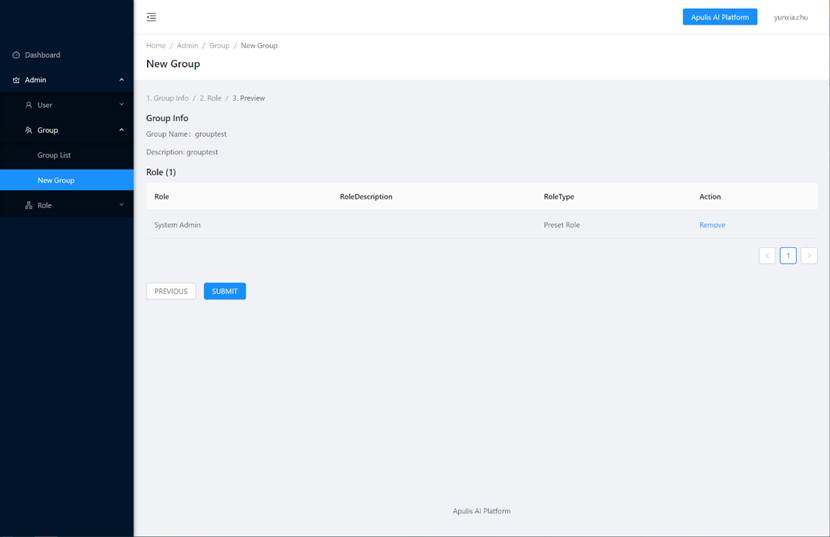 Apulis AI Platform yunxia.chu
Dashboard
Admin
User
Group
Group List
New Group
Role
Home / Admin / Group / New Group
New Group
1. Group Info / 2. Role / 3. Preview
Group Info
Group Name: grouptest
Description: grouptest
Role (1)
Role RoleDescription RoleType Action
System Admin Preset Role Remove
< 1 >
PREVIOUS SUBMIT
Apulis AI Platform